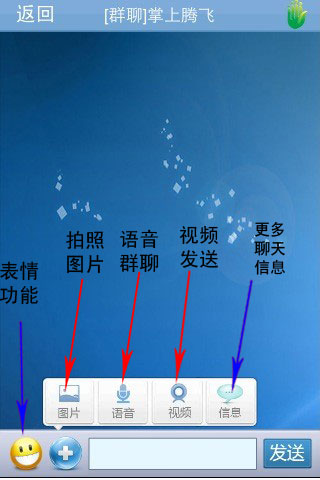 返回 [群聊]掌上腾飞
更多
聊天
信息
视频
发送
语音
群聊
拍照
图片
表情
功能
图片 语音 视频 信息
发送